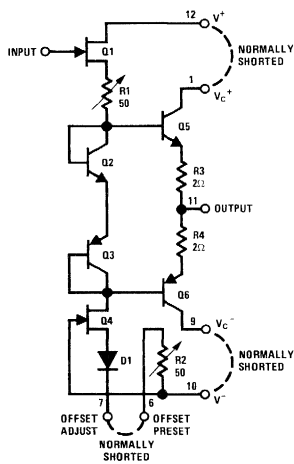 12 V+
INPUT
Q1
NORMALLY
SHORTED
R1
50
1 VC+
Q2
Q5
R3
2Ω
11 OUTPUT
R4
2Ω
Q3
Q6
Q4
9 VC−
D1
R2
50
NORMALLY
SHORTED
10 V−
7
6
OFFSET
ADJUST
OFFSET
PRESET
NORMALLY
SHORTED